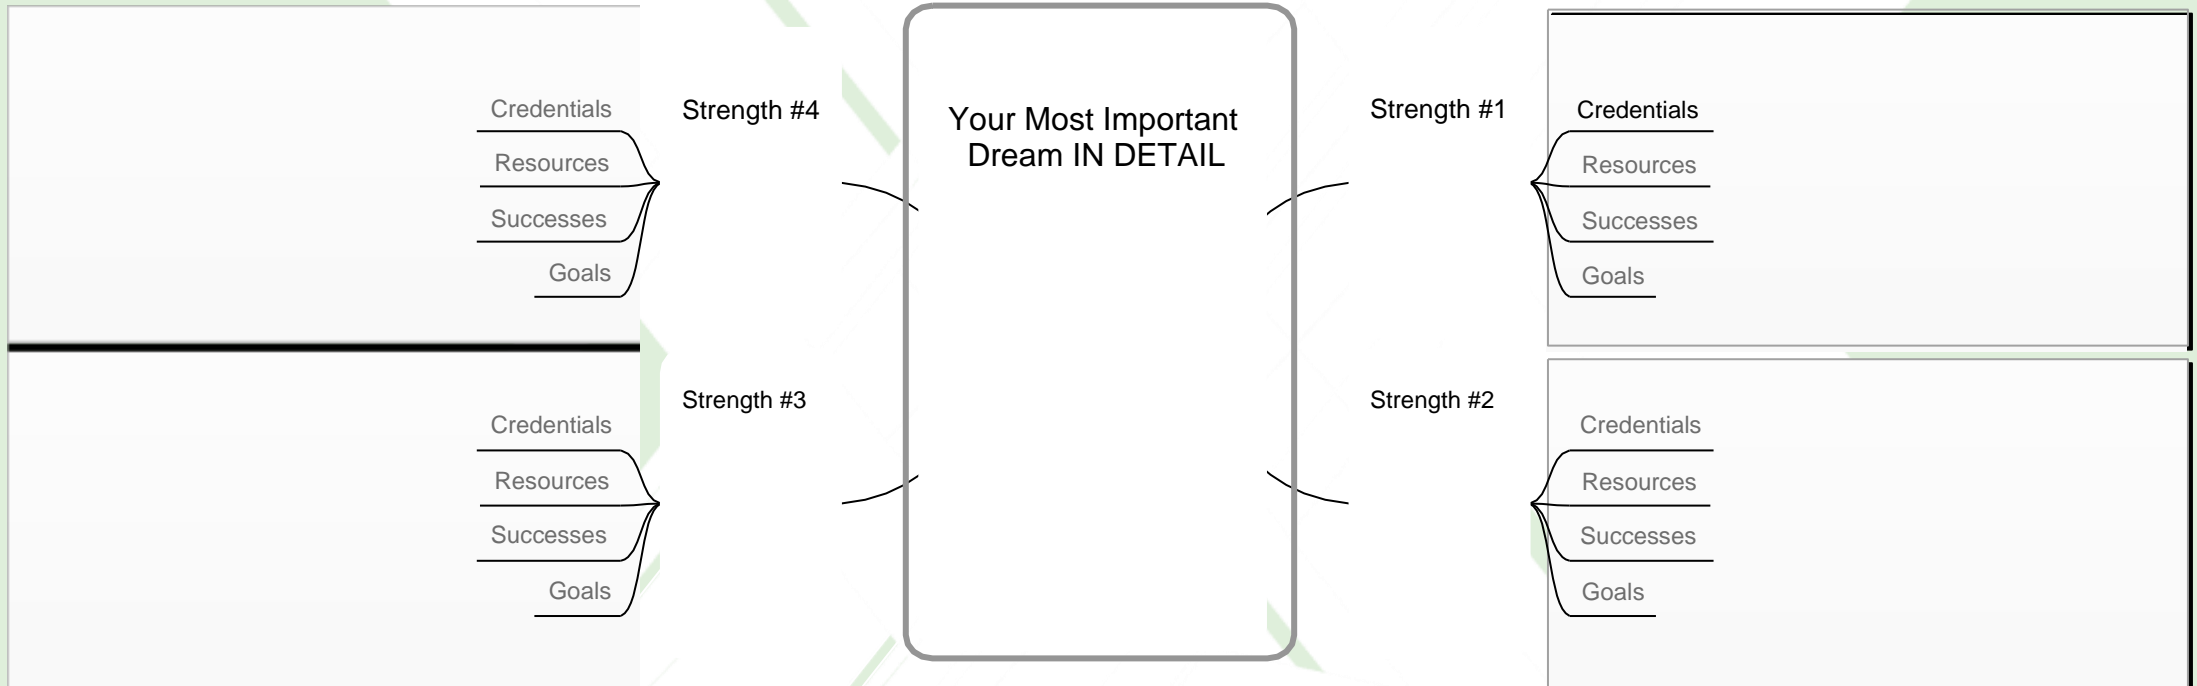 Your Most Important
Dream IN DETAIL
Strength #1
Credentials
Resources
Successes
Goals
Strength #2
Credentials
Resources
Successes
Goals
Strength #3
Credentials
Resources
Successes
Goals
Strength #4
Credentials
Resources
Successes
Goals